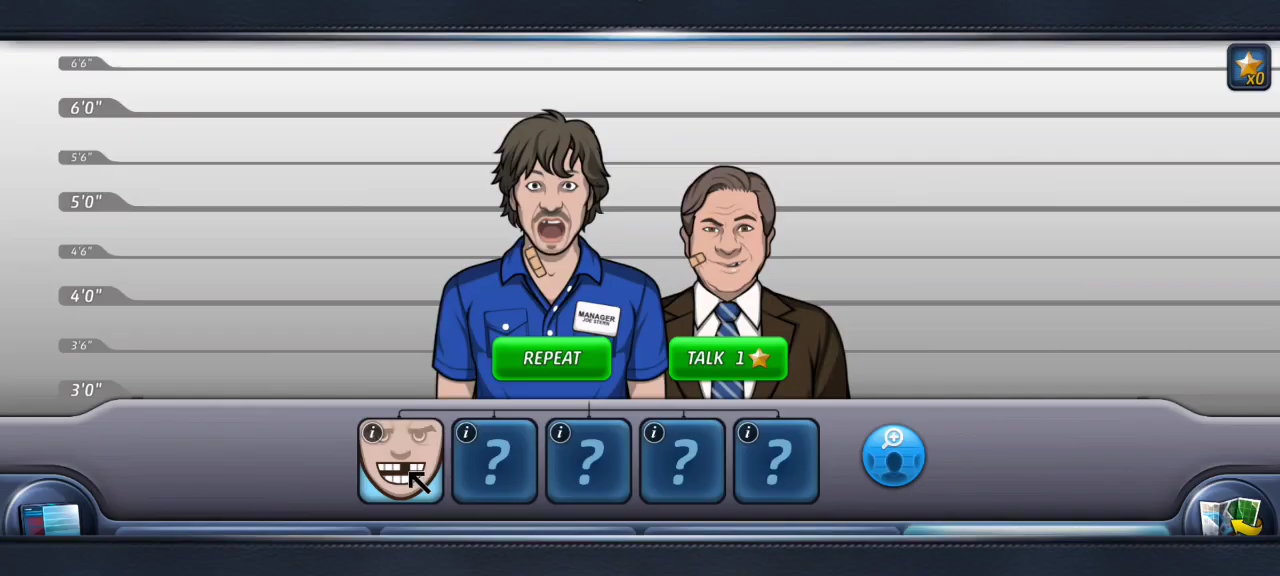 6'6"
x0
6'0"
5'6"
5'0"
4'6"
4'0"
MANAGER
JOE STERN
3'6"
REPEAT
TALK 1
3'0"
i
i
i
i
i
?
?
?
?